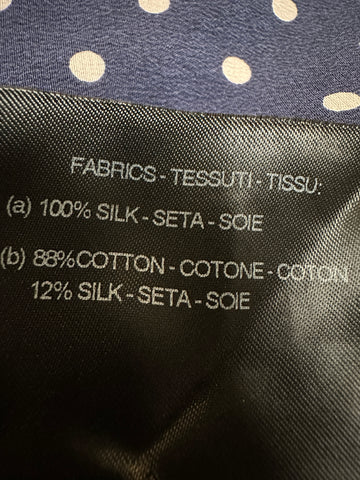 FABRICS - TESSUTI - TISSU:
(a) 100% SILK - SETA - SOIE
(b) 88% COTTON - COTONE - COTON
12% SILK - SETA - SOIE